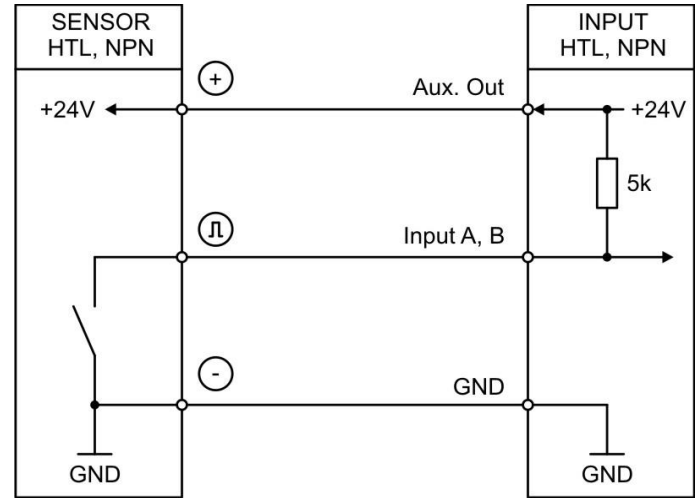 SENSOR
HTL, NPN
INPUT
HTL, NPN
+
Aux. Out
+24V
+24V
5k
Input A, B
-
GND
GND
GND